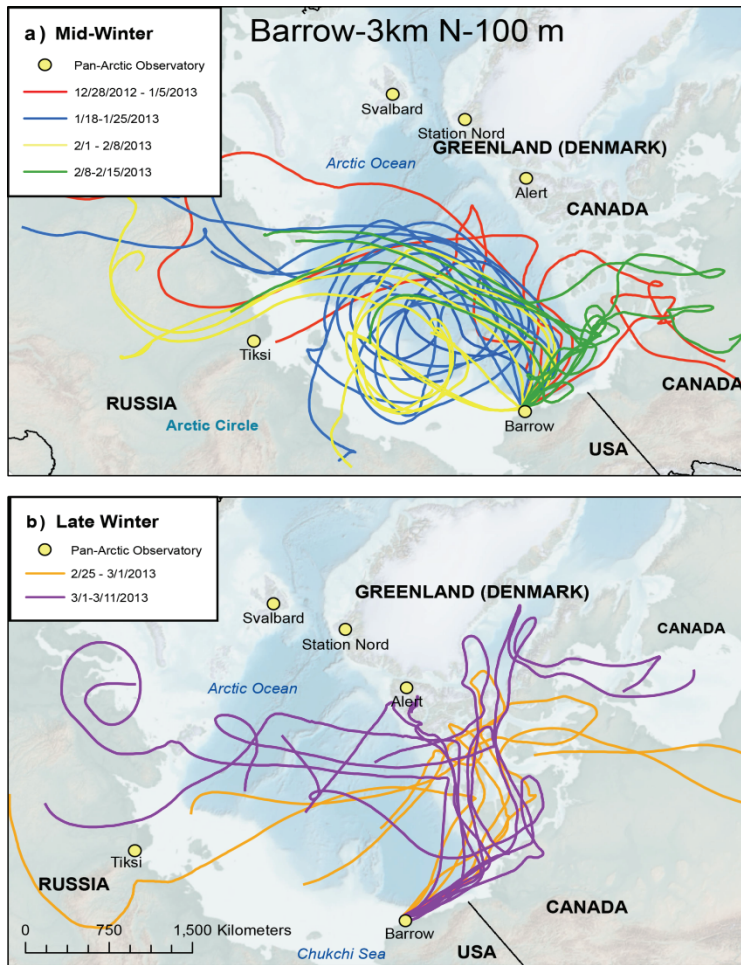 Barrow-3km N-100 m
a) Mid-Winter
Pan-Arctic Observatory
12/28/2012 - 1/5/2013
1/18-1/25/2013
2/1 - 2/8/2013
2/8-2/15/2013
Svalbard
Station Nord
GREENLAND (DENMARK)
Arctic Ocean
Alert
CANADA
Tiksi
RUSSIA
CANADA
Arctic Circle
Barrow
USA
b) Late Winter
Pan-Arctic Observatory
2/25 - 3/1/2013
3/1-3/11/2013
GREENLAND (DENMARK)
Svalbard
CANADA
Station Nord
Arctic Ocean
Alert
Tiksi
RUSSIA
CANADA
0 750 1,500 Kilometers
Barrow
Chukchi Sea
USA